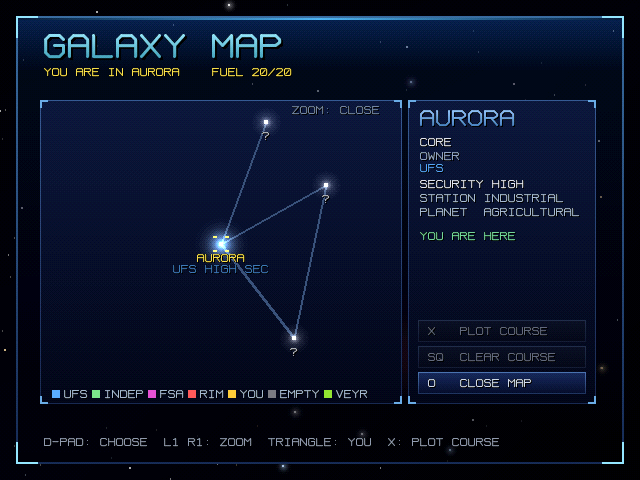 GALAXY MAP
YOU ARE IN AURORA FUEL 20/20
ZOOM: CLOSE
?
?
AURORA
UFS HIGH SEC
?
UFS INDEP FSA RIM YOU EMPTY VEYR
AURORA
CORE
OWNER
UFS
SECURITY HIGH
STATION INDUSTRIAL
PLANET AGRICULTURAL
YOU ARE HERE
X PLOT COURSE
SQ CLEAR COURSE
O CLOSE MAP
D-PAD: CHOOSE L1 R1: ZOOM TRIANGLE: YOU X: PLOT COURSE